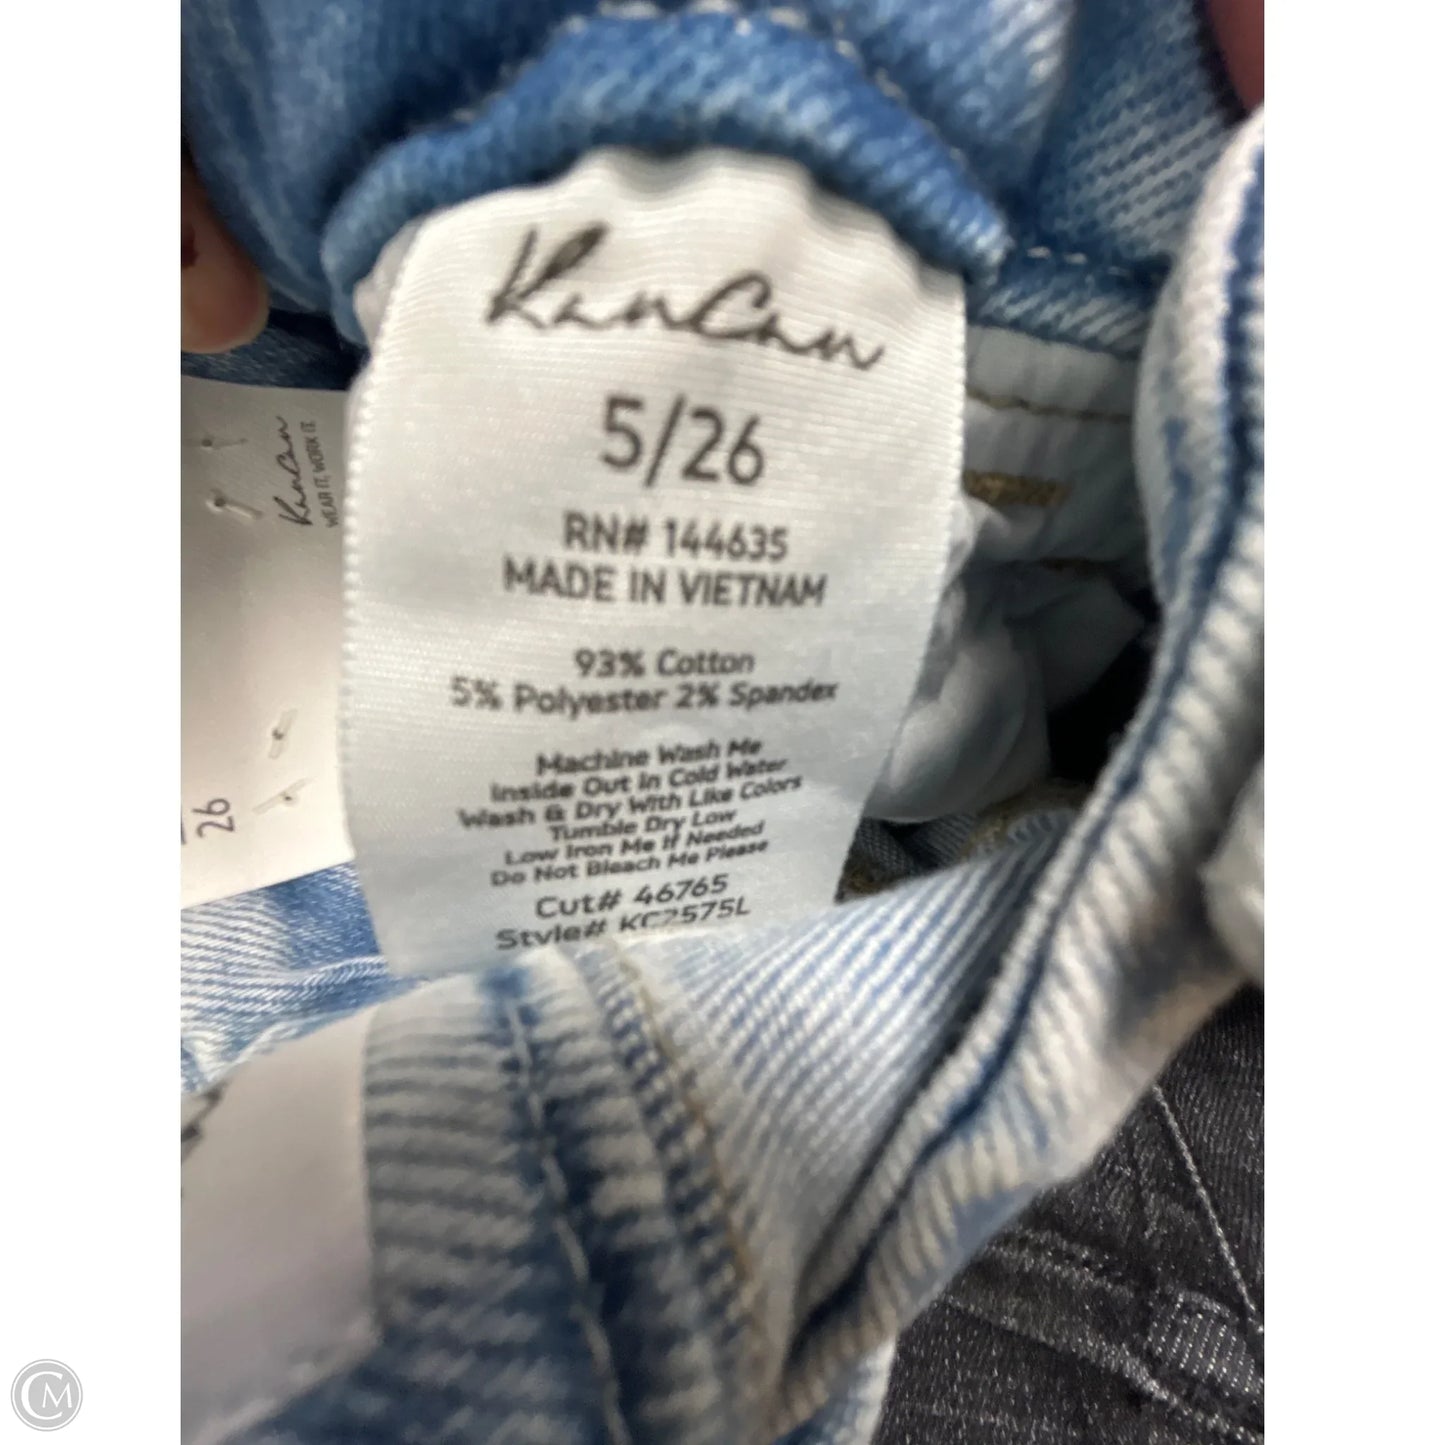 KanCan
5/26
RN# 144635
MADE IN VIETNAM
93% Cotton
5% Polyester 2% Spandex
Machine Wash Me
Inside Out In Cold Water
Wash & Dry With Like Colors
Tumble Dry Low
Low Iron Me If Needed
Do Not Bleach Me Please
Cut# 46765
Style# KC2575L
KanCan
WEAR IT, WORK IT.
26
CM